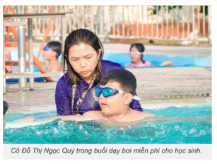 Cô Đỗ Thị Ngọc Quý trong buổi dạy bơi miễn phí cho học sinh.